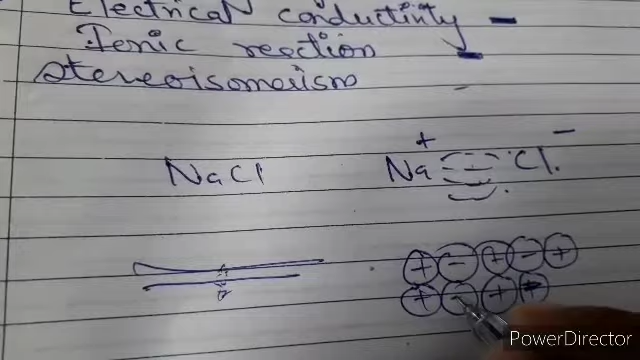 Electrical conductivity -
Ionic reaction
Stereoisomerism -
NaCl Na + Cl. -
+ - + - +
+ - + +
PowerDirector